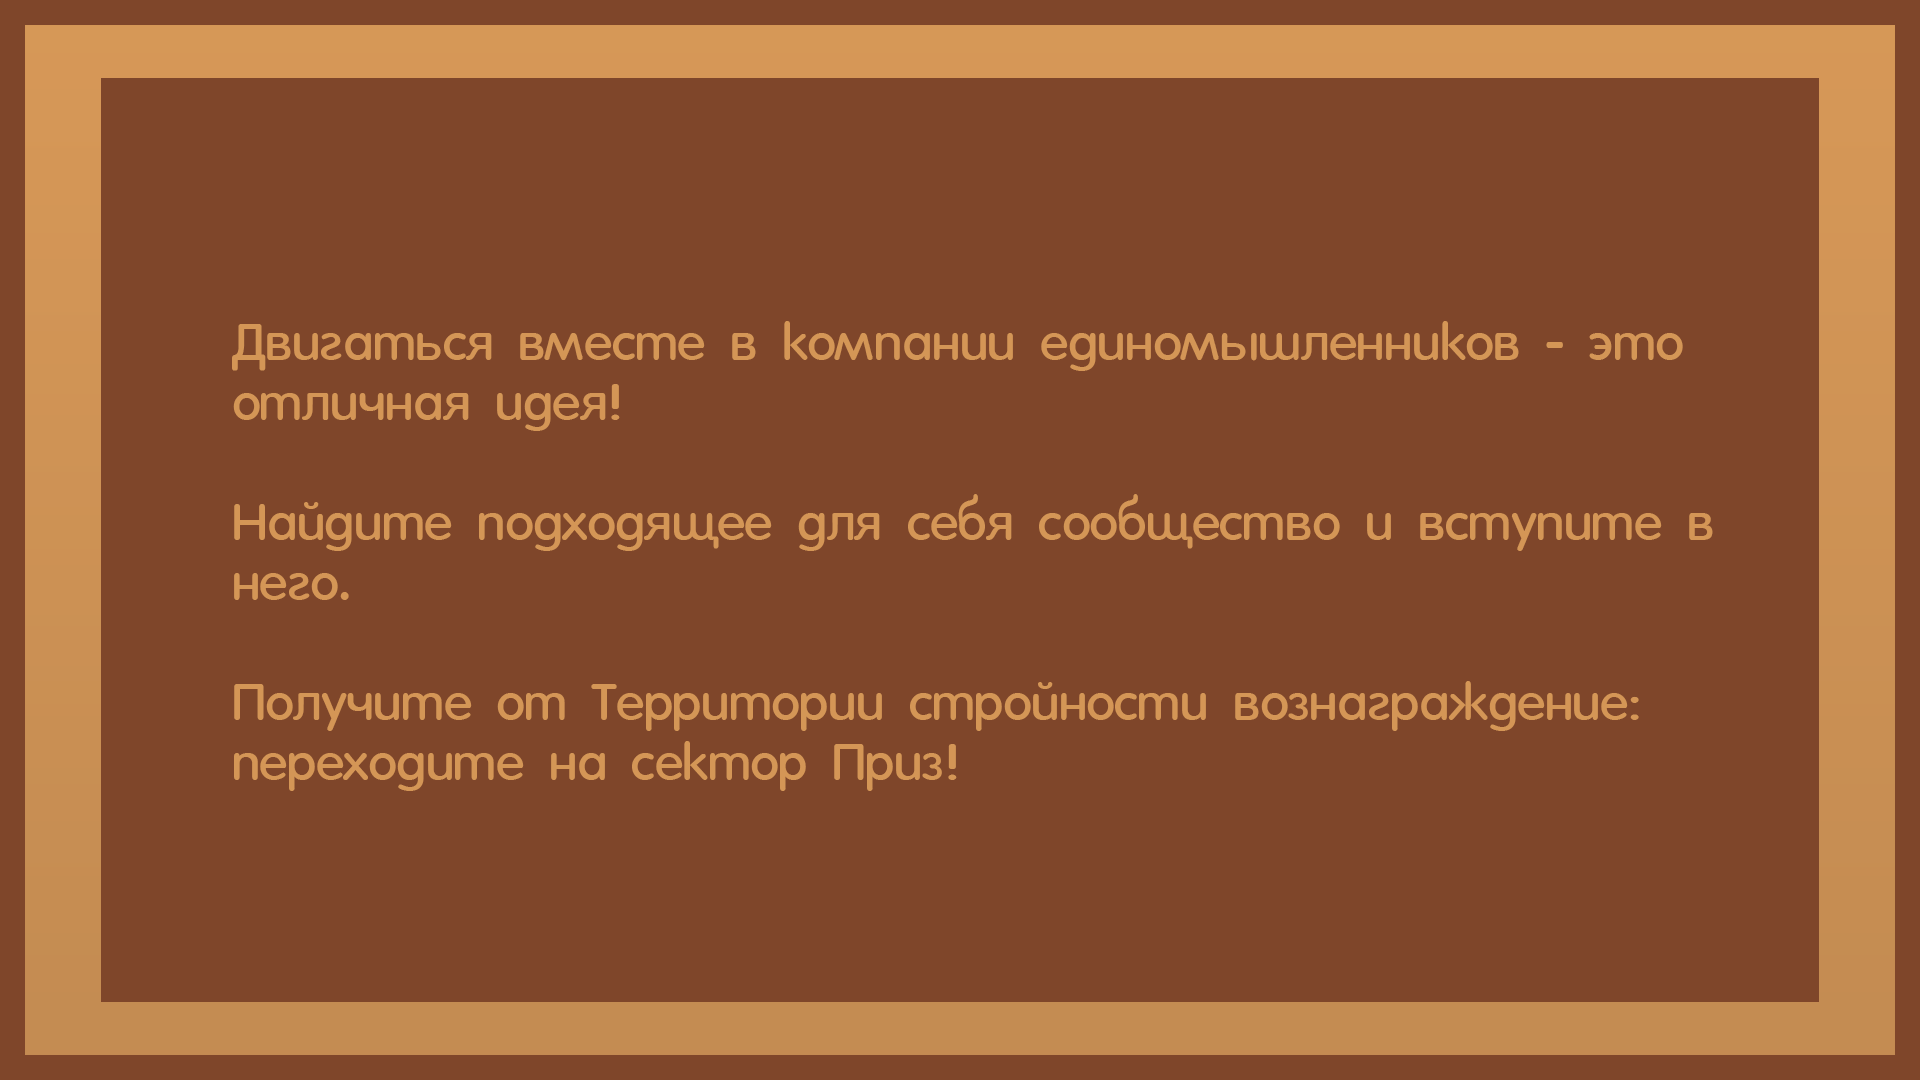 Двигаться вместе в компании единомышленников - это
отличная идея!
Найдите подходящее для себя сообщество и вступите в
него.
Получите от Территории стройности вознаграждение:
переходите на сектор Приз!